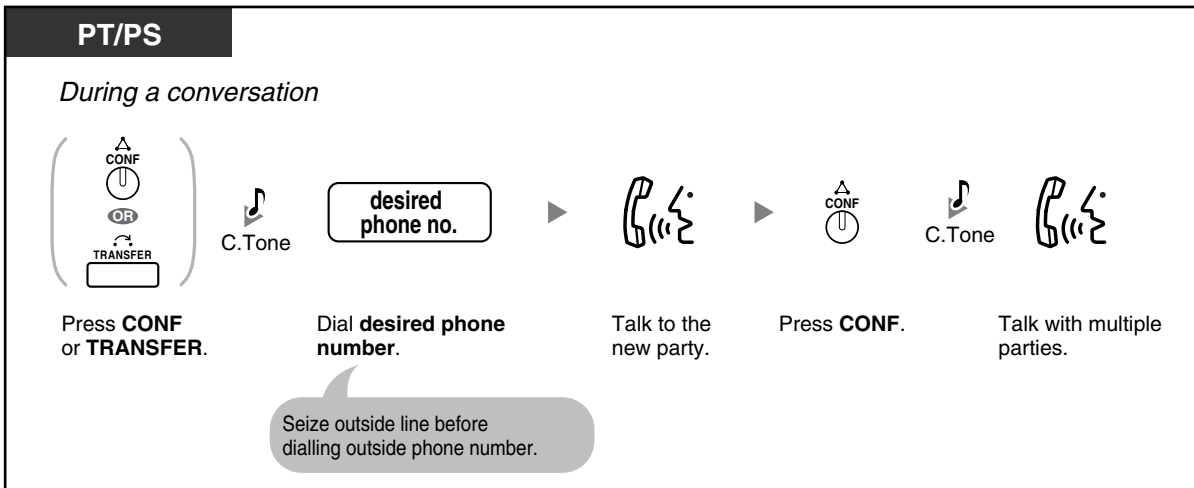 PT/PS
During a conversation
CONF
OR
TRANSFER
C.Tone
desired
phone no.
CONF
C.Tone
Press CONF
or TRANSFER.
Dial desired phone
number.
Talk to the
new party.
Press CONF.
Talk with multiple
parties.
Seize outside line before
dialling outside phone number.